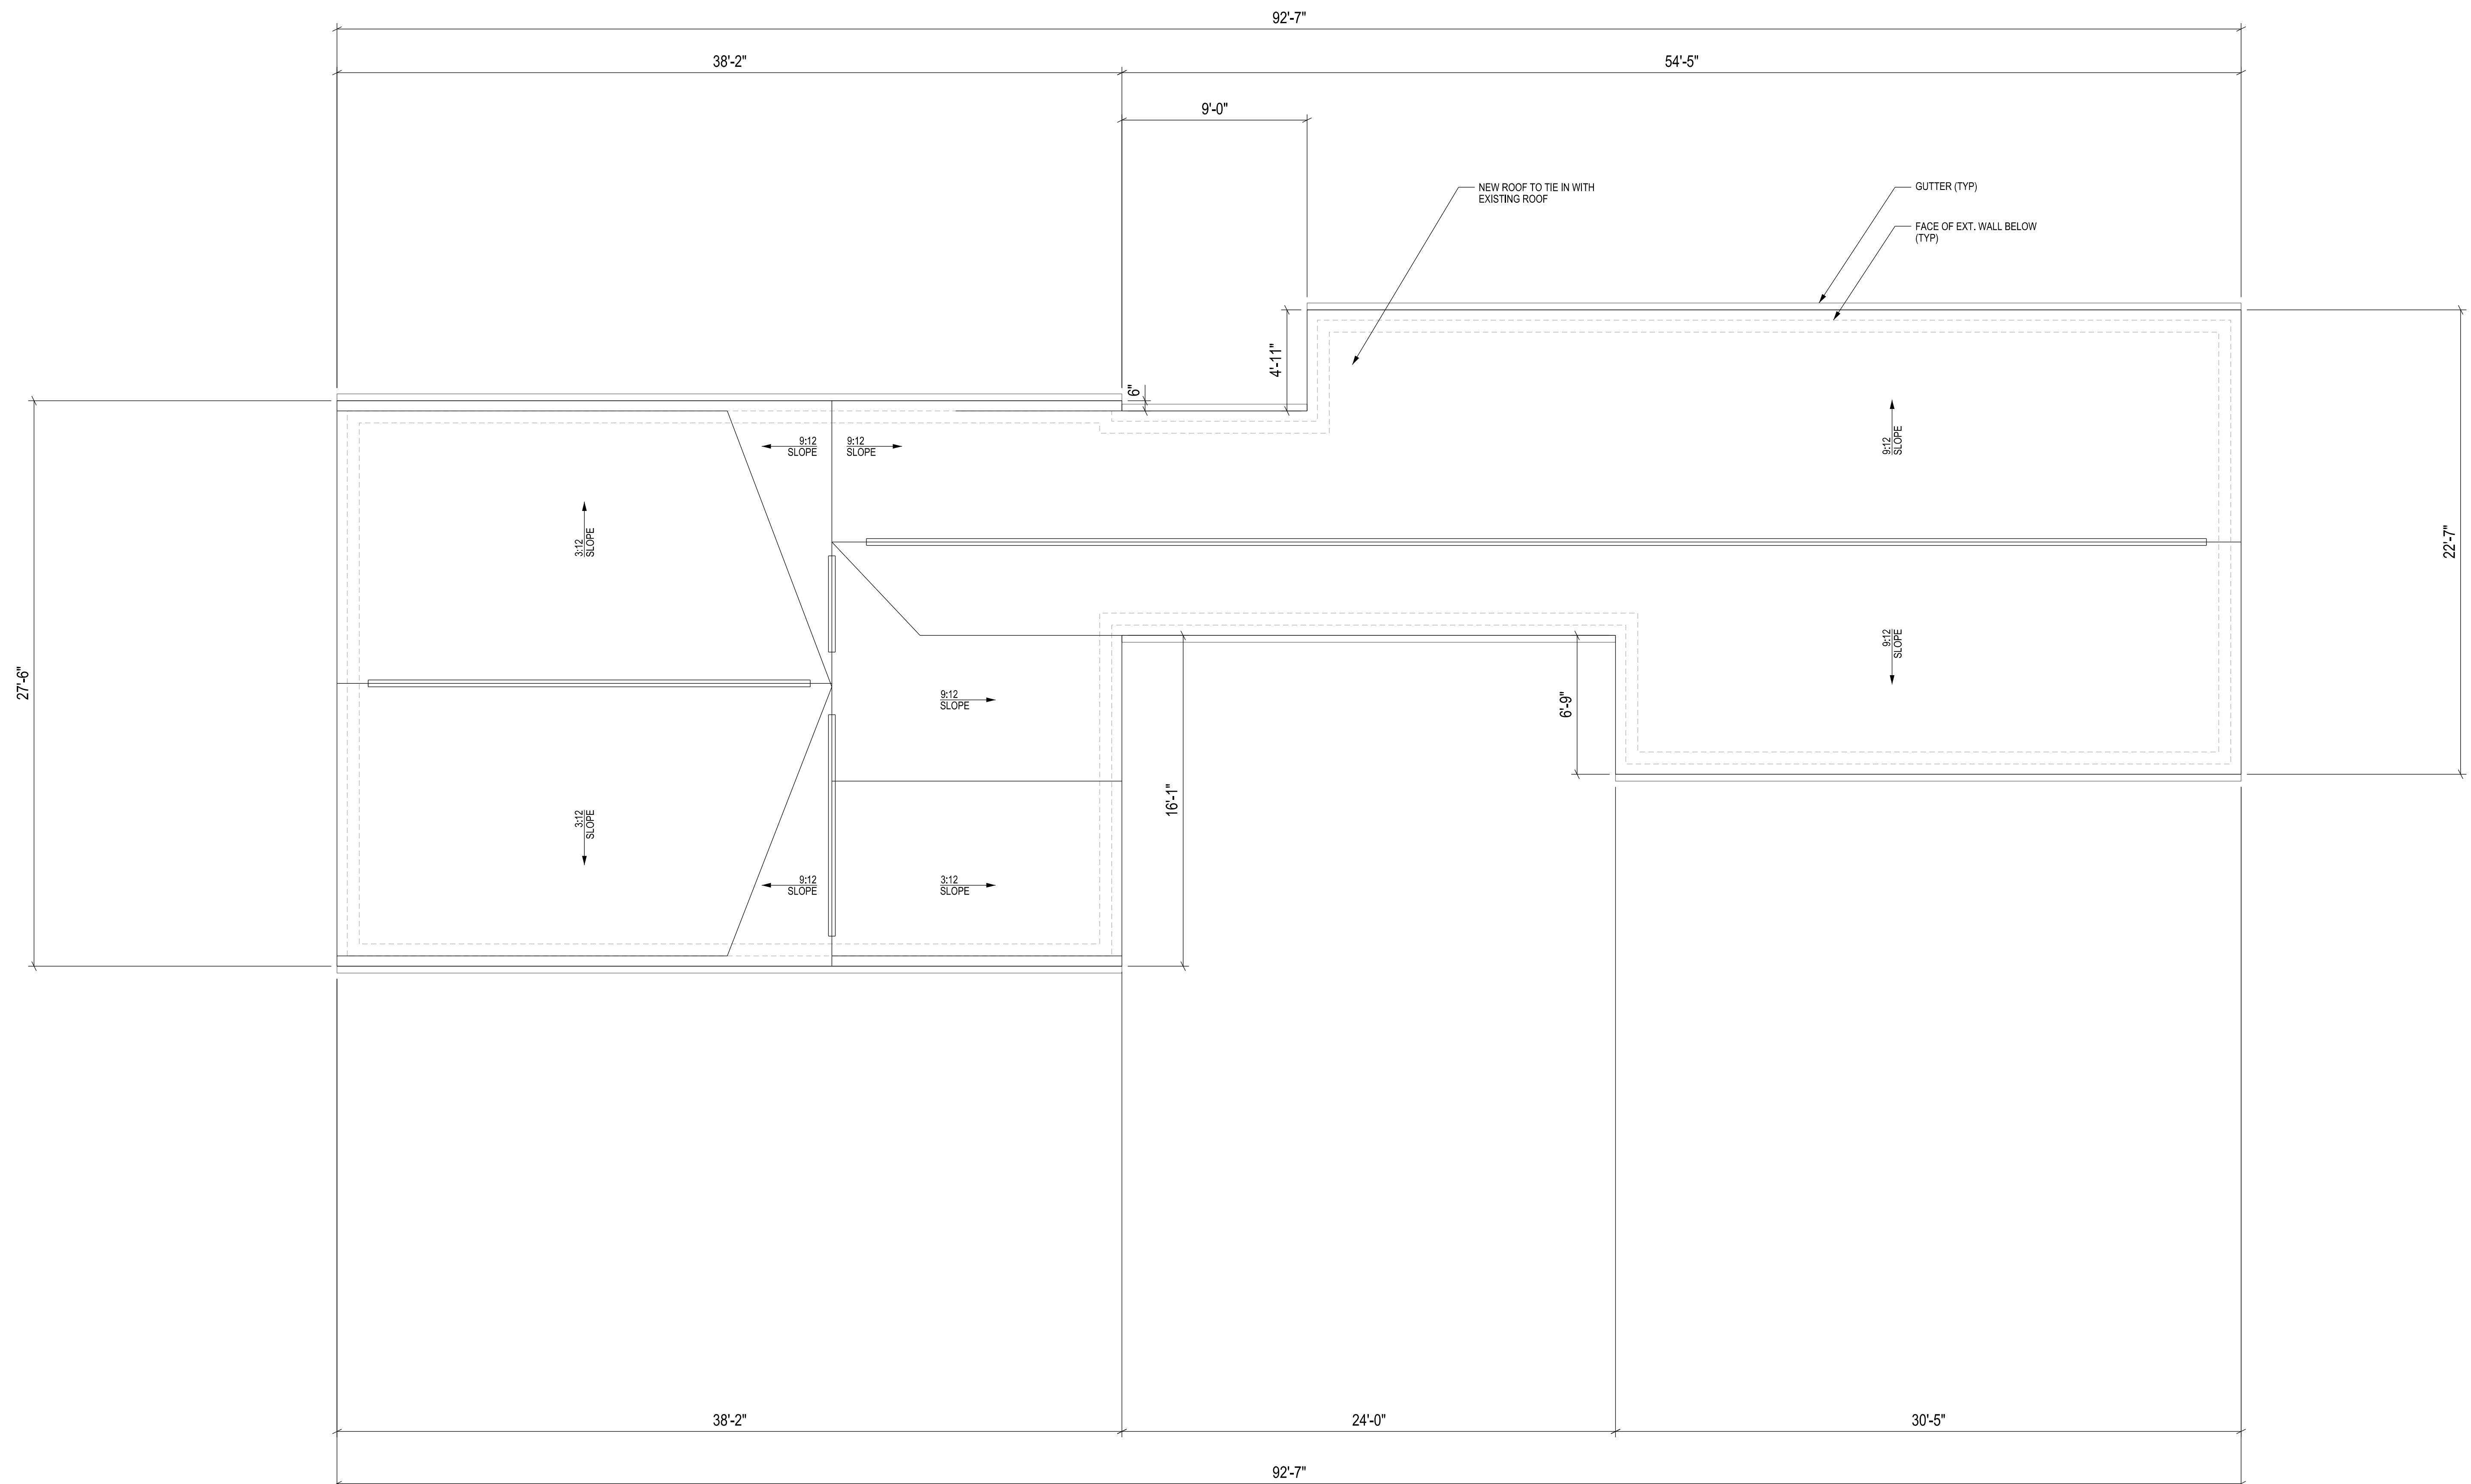 92'-7"
38'-2"
54'-5"
9'-0"
NEW ROOF TO TIE IN WITH
EXISTING ROOF
GUTTER (TYP)
FACE OF EXT. WALL BELOW
(TYP)
4'-11"
6"
9:12
SLOPE
9:12
SLOPE
9:12
SLOPE
3:12
SLOPE
22'-7"
27'-6"
9:12
SLOPE
9:12
SLOPE
6'-9"
16'-1"
3:12
SLOPE
9:12
SLOPE
3:12
SLOPE
38'-2"
24'-0"
30'-5"
92'-7"